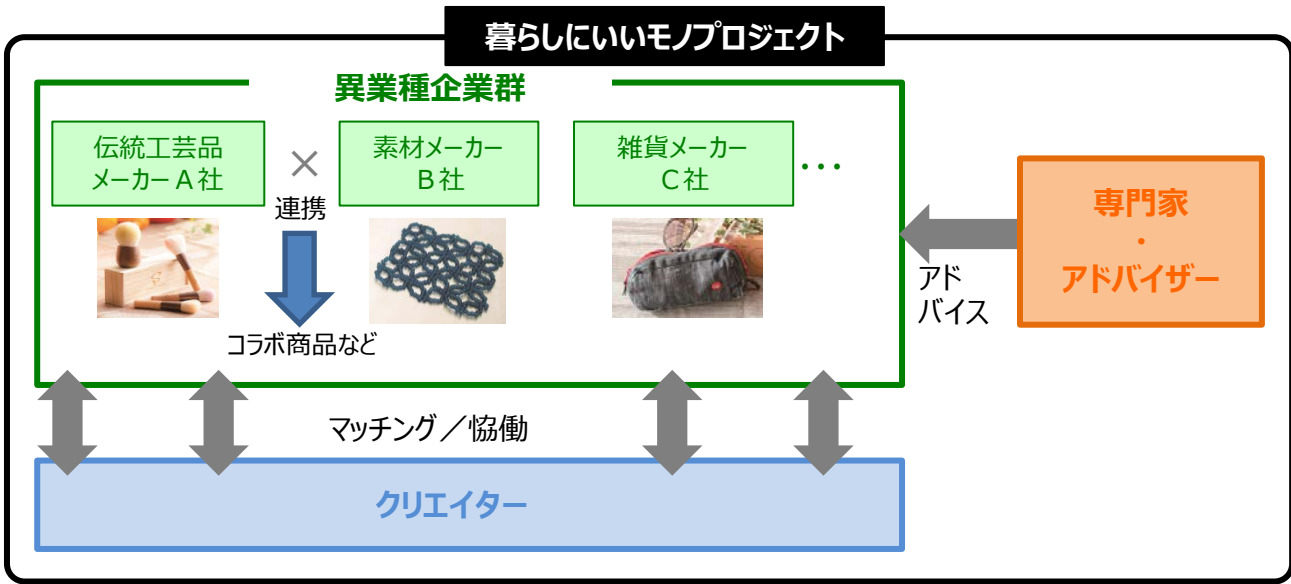 暮らしにいいモノプロジェクト
異業種企業群
伝統工芸品
メーカーA社
×
素材メーカー
B社
雑貨メーカー
C社
・・・
連携
コラボ商品など
アド
バイス
専門家
・
アドバイザー
マッチング／恊働
クリエイター